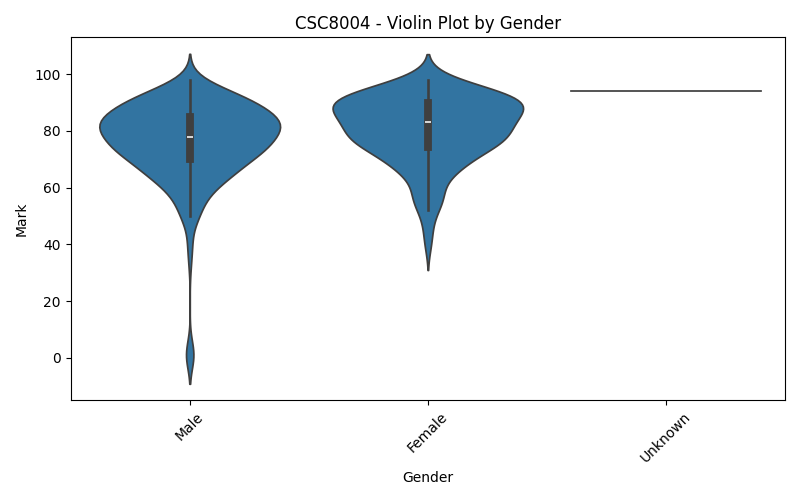 CSC8004 - Violin Plot by Gender
Mark
100
80
60
40
20
0
Male
Female
Unknown
Gender